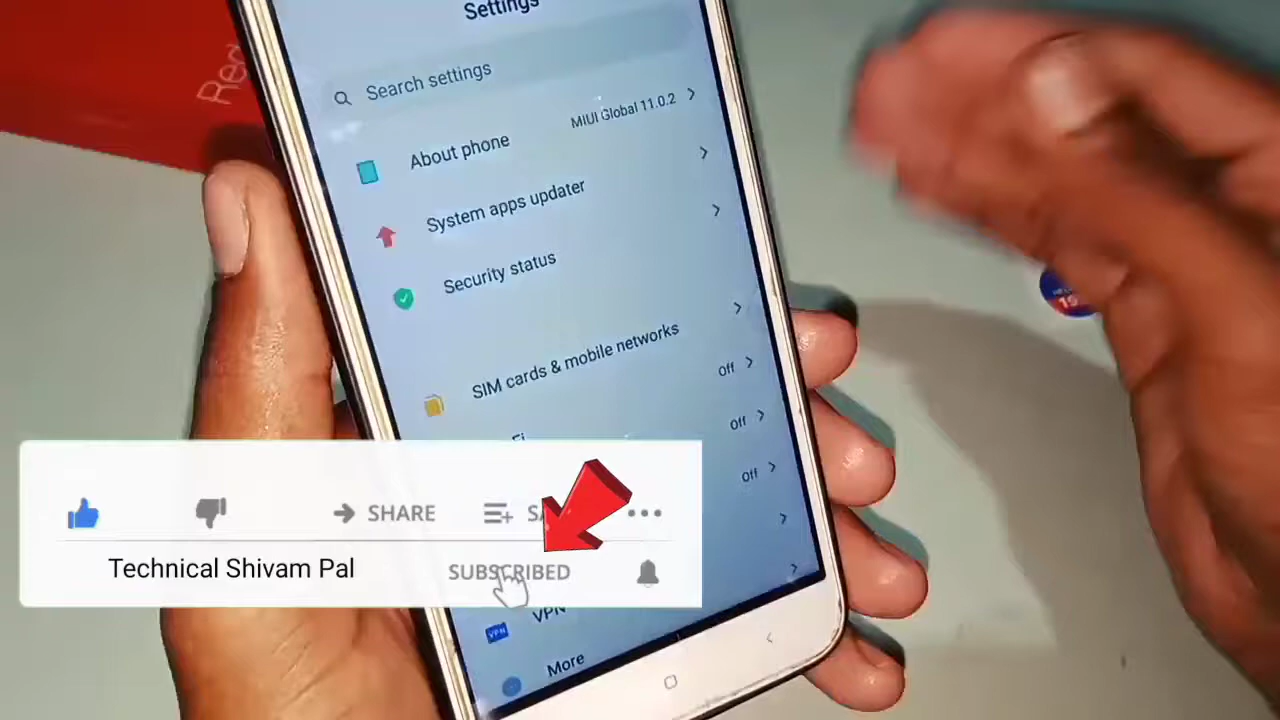 Settings
Search settings
About phone
MIUI Global 11.0.2
System apps updater
Security status
SIM cards & mobile networks
Off
Off
Off
SHARE
Technical Shivam Pal
SUBSCRIBED
VPN
VPN
More